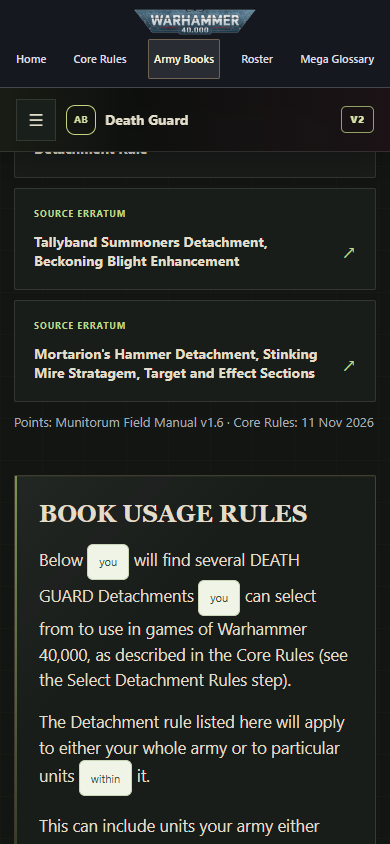 WARHAMMER
40,000
Home Core Rules Army Books Roster Mega Glossary
☰ AB Death Guard V2
Detachment Rule
SOURCE ERRATUM
Tallyband Summoners Detachment,
Beckoning Blight Enhancement ↗
SOURCE ERRATUM
Mortarion's Hammer Detachment, Stinking
Mire Stratagem, Target and Effect Sections ↗
Points: Munitorum Field Manual v1.6 · Core Rules: 11 Nov 2026
BOOK USAGE RULES
Below you will find several DEATH
GUARD Detachments you can select
from to use in games of Warhammer
40,000, as described in the Core Rules (see
the Select Detachment Rules step).
The Detachment rule listed here will apply
to either your whole army or to particular
units within it.
This can include units your army either